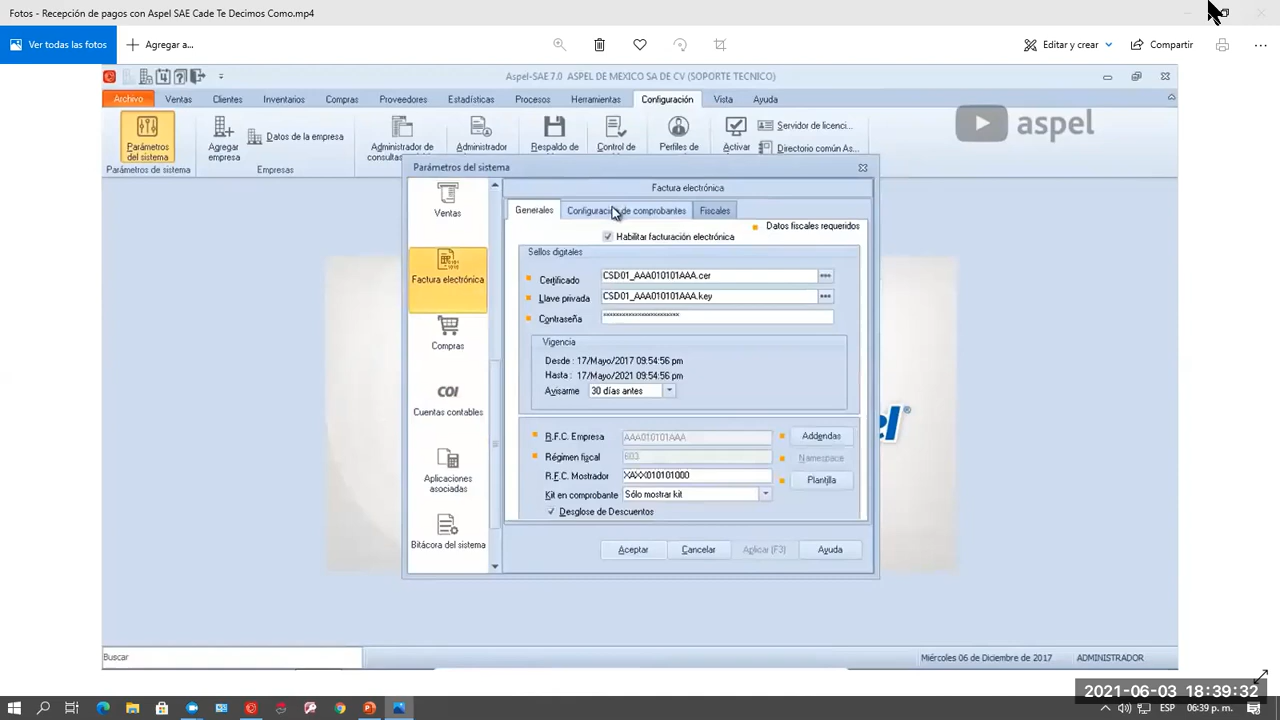 Fotos - Recepción de pagos con Aspel SAE Cade Te Decimos Como.mp4
Ver todas las fotos
Agregar a...
Editar y crear
Compartir
Aspel-SAE 7.0 ASPEL DE MEXICO SA DE CV (SOPORTE TECNICO)
Archivo Ventas Clientes Inventarios Compras Proveedores Estadísticas Procesos Herramientas Configuración Vista Ayuda
Parámetros del sistema
Agregar empresa
Datos de la empresa
Administrador de consultas
Administrador
Respaldo de
Control de
Perfiles de
Activar
Servidor de licenci...
Directorio común As...
Parámetros de sistema
Empresas
aspel
Parámetros del sistema
Ventas
Factura electrónica
Compras
COI
Cuentas contables
Aplicaciones asociadas
Bitácora del sistema
Factura electrónica
Generales Configuración de comprobantes Fiscales
Datos fiscales requeridos
Habilitar facturación electrónica
Sellos digitales
Certificado CSD01_AAA010101AAA.cer
Llave privada CSD01_AAA010101AAA.key
Contraseña
Vigencia
Desde : 17/Mayo/2017 09:54:56 pm
Hasta : 17/Mayo/2021 09:54:56 pm
Avisarme 30 días antes
R.F.C. Empresa AAA010101AAA Addendas
Régimen fiscal 603 Namespace
R.F.C. Mostrador XAXX010101000 Plantilla
Kit en comprobante Sólo mostrar kit
Desglose de Descuentos
Aceptar Cancelar Aplicar (F3) Ayuda
el®
Buscar
Miércoles 06 de Diciembre de 2017 ADMINISTRADOR
2021-06-03 18:39:32
ESP 06:39 p. m.